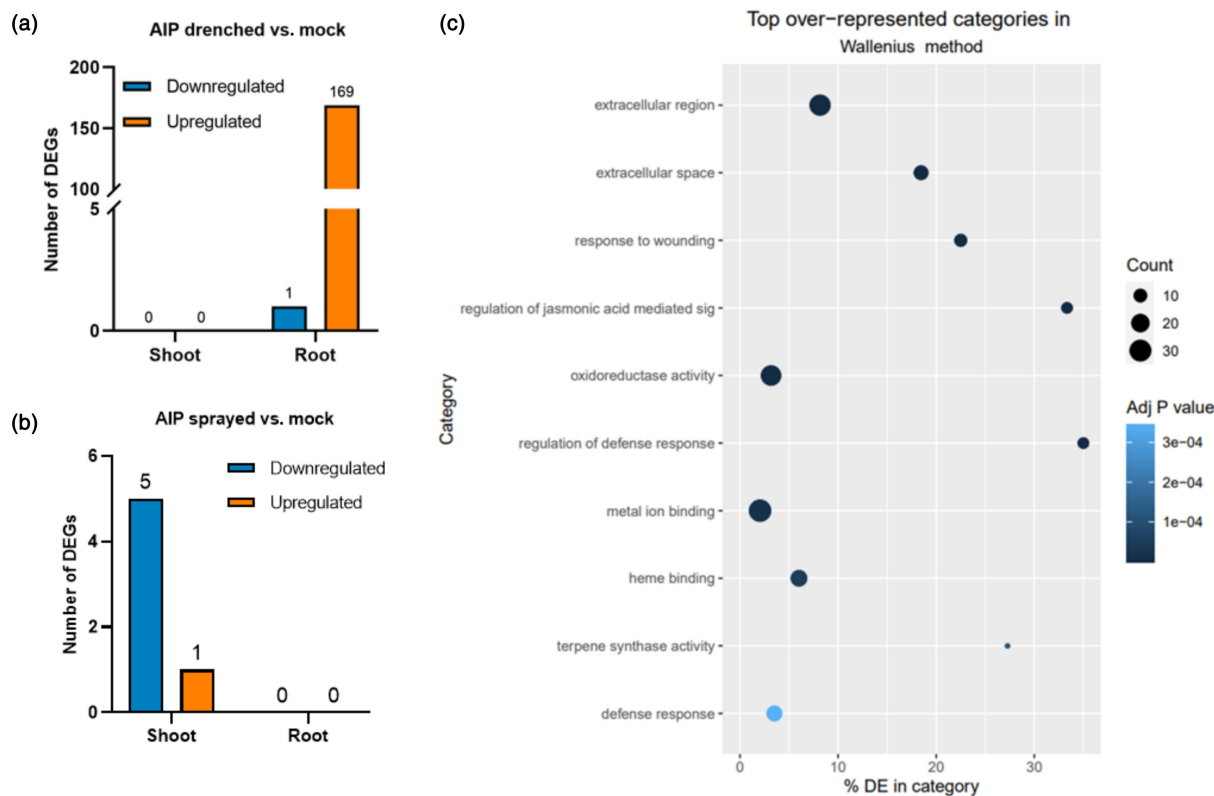 (a)
AIP drenched vs. mock
Number of DEGs
200
150
100
5
0
Downregulated
Upregulated
0
0
1
169
Shoot
Root
(b)
AIP sprayed vs. mock
Number of DEGs
6
4
2
0
Downregulated
Upregulated
5
1
0
0
Shoot
Root
(c)
Top over-represented categories in
Wallenius method
Category
extracellular region
extracellular space
response to wounding
regulation of jasmonic acid mediated sig
oxidoreductase activity
regulation of defense response
metal ion binding
heme binding
terpene synthase activity
defense response
0
10
20
30
% DE in category
Count
10
20
30
Adj P value
3e-04
2e-04
1e-04